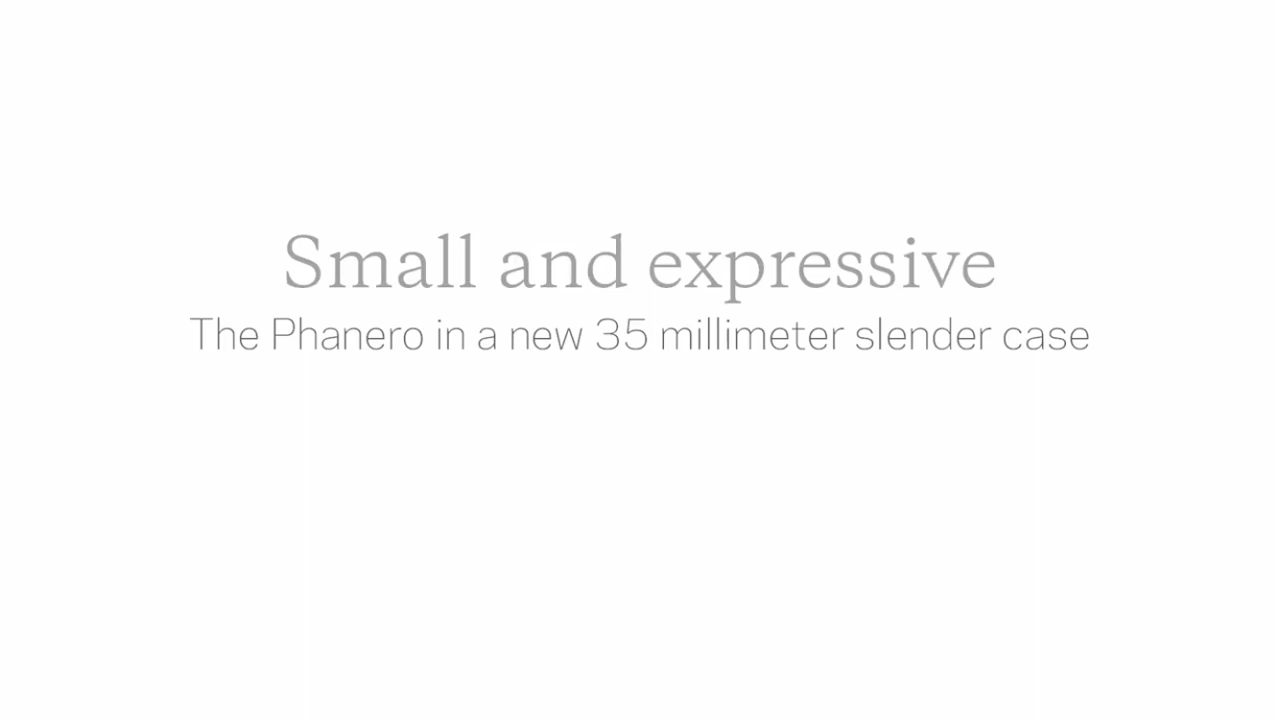 Small and expressive
The Phanero in a new 35 millimeter slender case